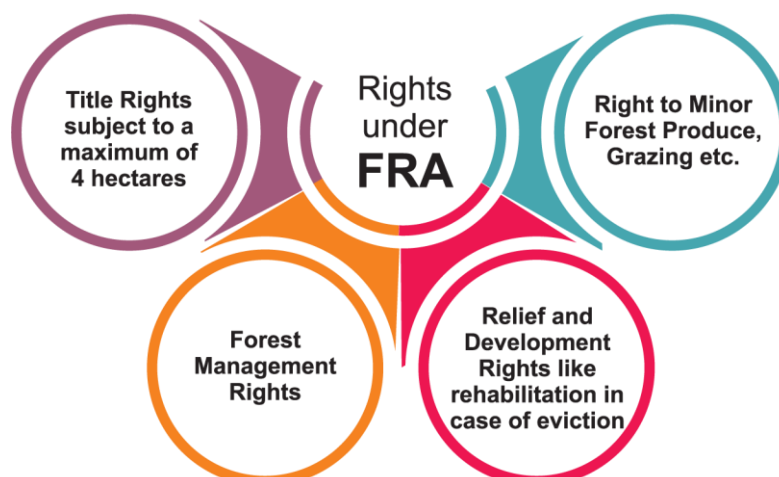 Rights
under
FRA
Title Rights
subject to a
maximum of
4 hectares
Right to Minor
Forest Produce,
Grazing etc.
Forest
Management
Rights
Relief and
Development
Rights like
rehabilitation in
case of eviction